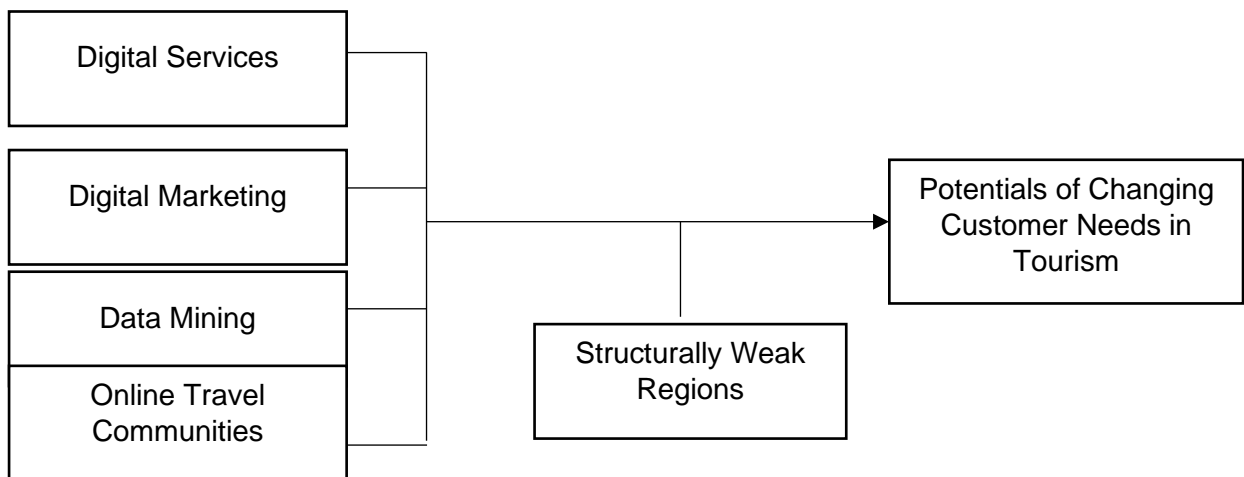 Digital Services
Digital Marketing
Data Mining
Online Travel
Communities
Structurally Weak
Regions
Potentials of Changing
Customer Needs in
Tourism